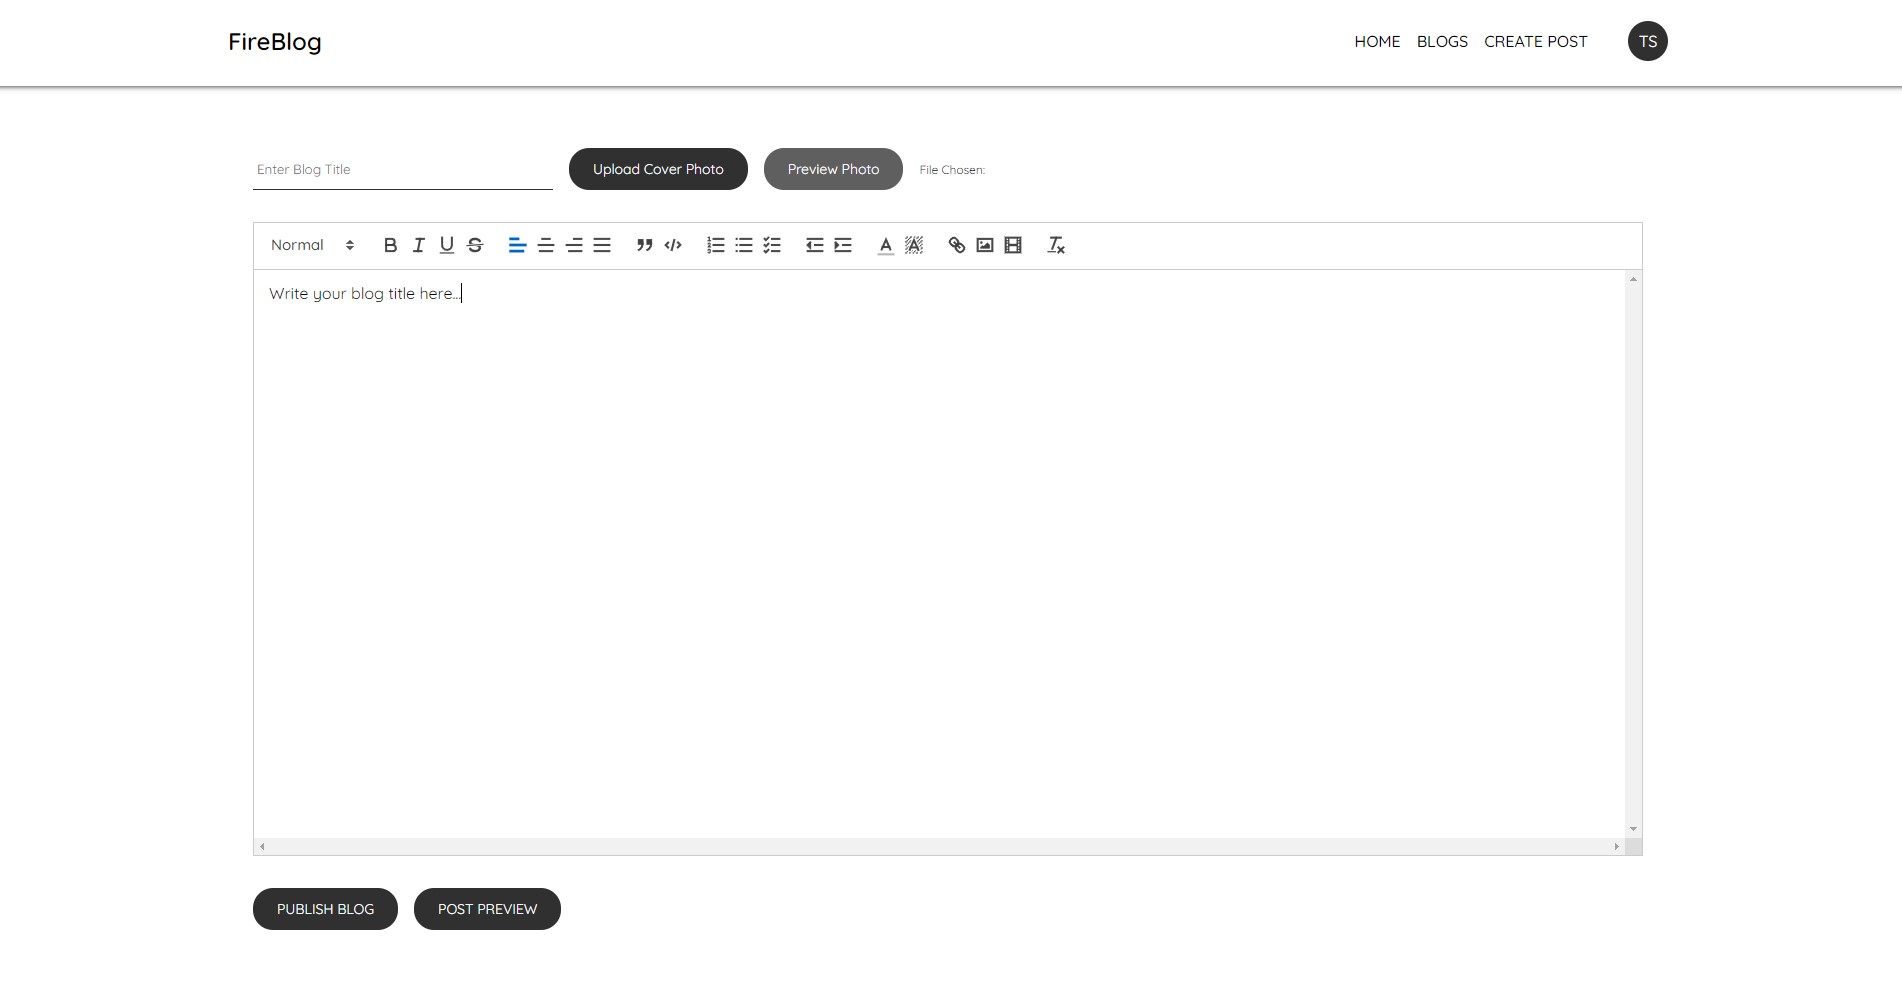 FireBlog
HOME BLOGS CREATE POST TS
Enter Blog Title Upload Cover Photo Preview Photo File Chosen:
Normal
Write your blog title here...
PUBLISH BLOG POST PREVIEW